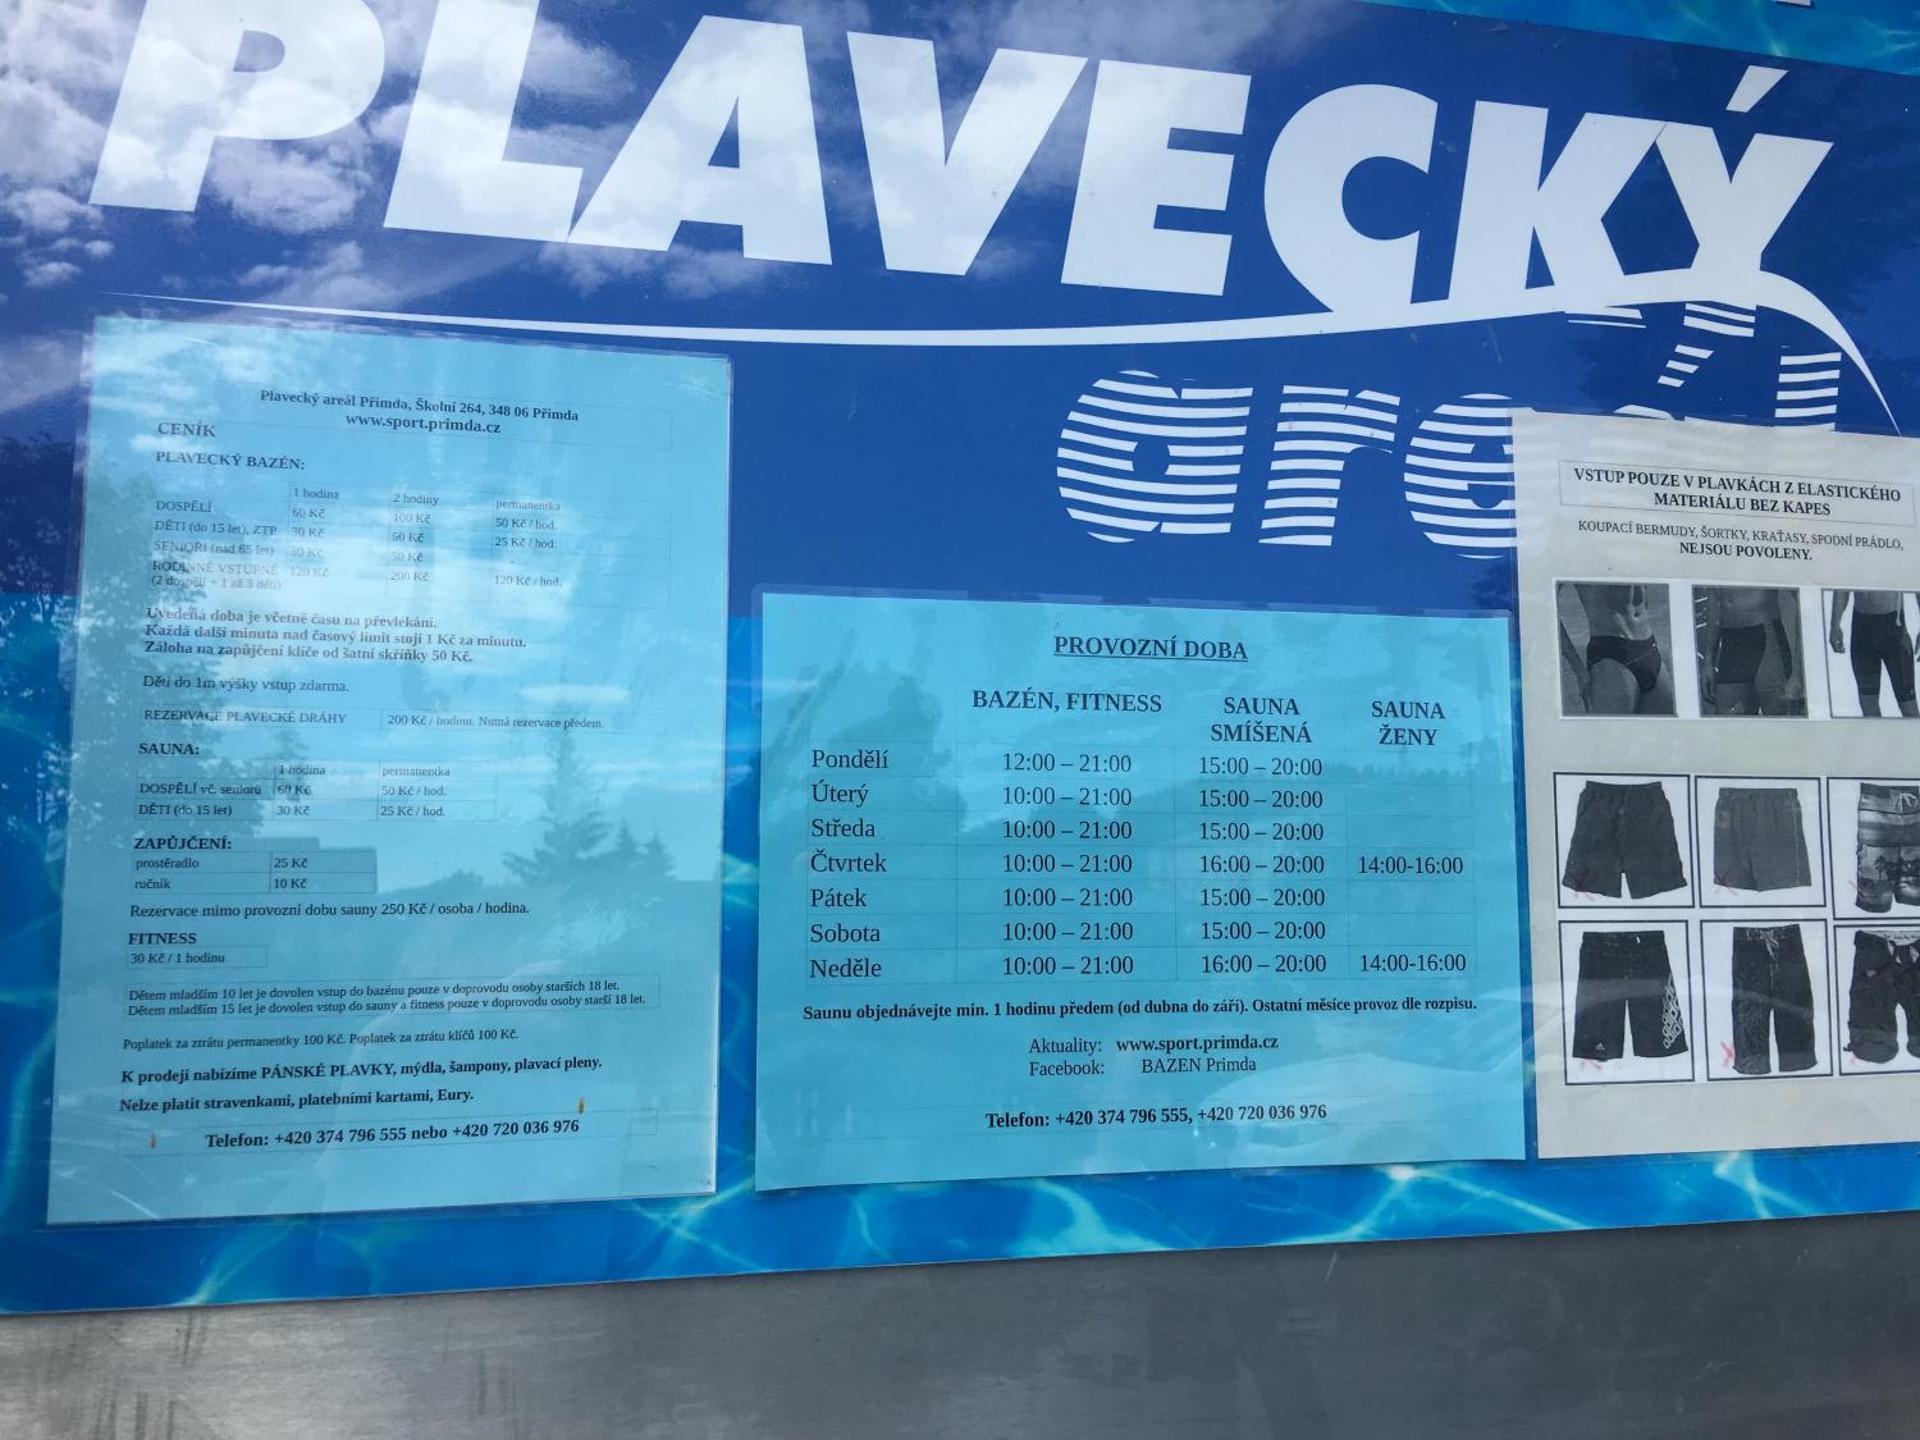 PLAVECKÝ
Plavecký areál Přimda, Školní 264, 348 06 Přimda
www.sport.primda.cz
CENÍK
PLAVECKÝ BAZÉN:
1 hodina 2 hodiny permanentka
DOSPĚLÍ 60 Kč 100 Kč 50 Kč / hod.
DĚTI (do 15 let), ZTP 30 Kč 50 Kč 25 Kč / hod.
SENIOŘI (nad 65 let) 30 Kč 50 Kč -
RODINNÉ VSTUPNÉ 120 Kč 200 Kč 120 Kč / hod.
(2 dospělí + 1 až 3 děti)
Uvedená doba je včetně času na převlékání.
Každá další minuta nad časový limit stojí 1 Kč za minutu.
Záloha na zapůjčení klíče od šatní skříňky 50 Kč.
Děti do 1m výšky vstup zdarma.
REZERVACE PLAVECKÉ DRÁHY 200 Kč / hodinu. Nutná rezervace předem.
SAUNA:
1 hodina permanentka
DOSPĚLÍ vč. seniorů 60 Kč 50 Kč / hod.
DĚTI (do 15 let) 30 Kč 25 Kč / hod.
ZAPŮJČENÍ:
prostěradlo 25 Kč
ručník 10 Kč
Rezervace mimo provozní dobu sauny 250 Kč / osoba / hodina.
FITNESS
30 Kč / 1 hodinu
Dětem mladším 10 let je dovolen vstup do bazénu pouze v doprovodu osoby starších 18 let.
Dětem mladším 15 let je dovolen vstup do sauny a fitness pouze v doprovodu osoby starší 18 let.
Poplatek za ztrátu permanentky 100 Kč. Poplatek za ztrátu klíčů 100 Kč.
K prodeji nabízíme PÁNSKÉ PLAVKY, mýdla, šampony, plavací pleny.
Nelze platit stravenkami, platebními kartami, Eury.
Telefon: +420 374 796 555 nebo +420 720 036 976
PROVOZNÍ DOBA
BAZÉN, FITNESS SAUNA SMÍŠENÁ SAUNA ŽENY
Pondělí 12:00 – 21:00 15:00 – 20:00
Úterý 10:00 – 21:00 15:00 – 20:00
Středa 10:00 – 21:00 15:00 – 20:00
Čtvrtek 10:00 – 21:00 16:00 – 20:00 14:00-16:00
Pátek 10:00 – 21:00 15:00 – 20:00
Sobota 10:00 – 21:00 15:00 – 20:00
Neděle 10:00 – 21:00 16:00 – 20:00 14:00-16:00
Saunu objednávejte min. 1 hodinu předem (od dubna do září). Ostatní měsíce provoz dle rozpisu.
Aktuality: www.sport.primda.cz
Facebook: BAZEN Primda
Telefon: +420 374 796 555, +420 720 036 976
VSTUP POUZE V PLAVKÁCH Z ELASTICKÉHO
MATERIÁLU BEZ KAPES
KOUPACÍ BERMUDY, ŠORTKY, KRAŤASY, SPODNÍ PRÁDLO,
NEJSOU POVOLENY.